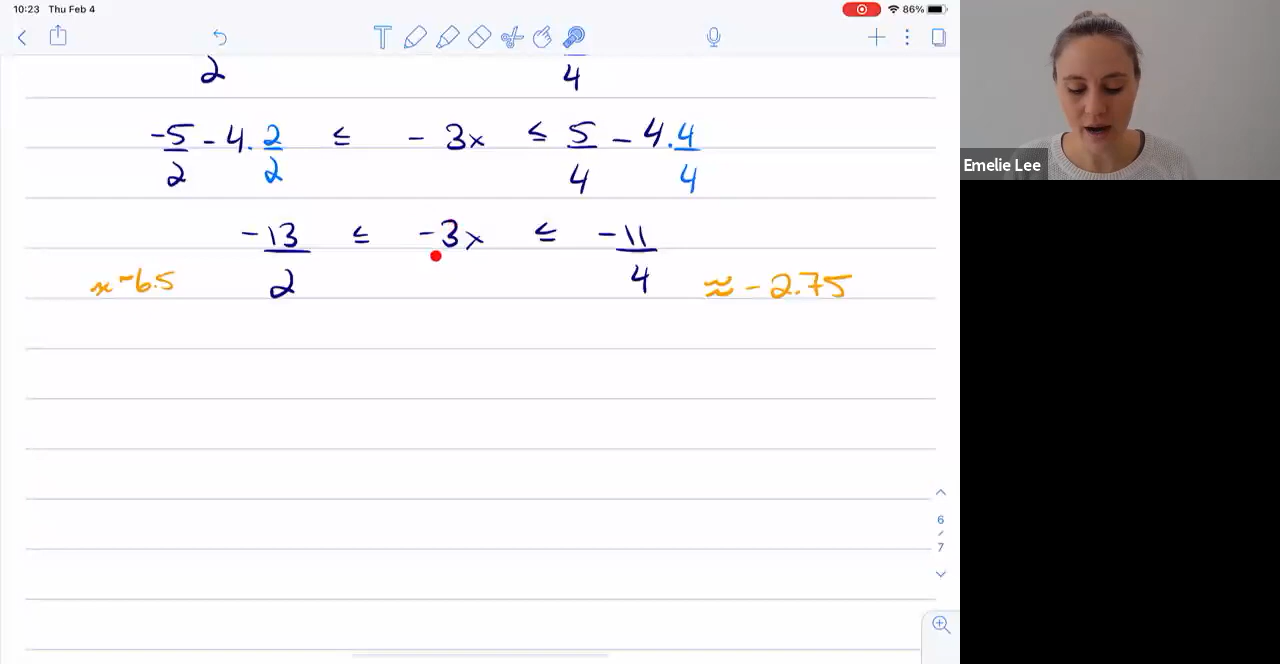 10:23 Thu Feb 4 86%
T
2 4
-5/2 - 4 · 2/2 ≤ - 3x ≤ 5/4 - 4 · 4/4
Emelie Lee
-13/2 ≤ -3x ≤ -11/4
≈ -6.5 ≈ -2.75
6
/
7